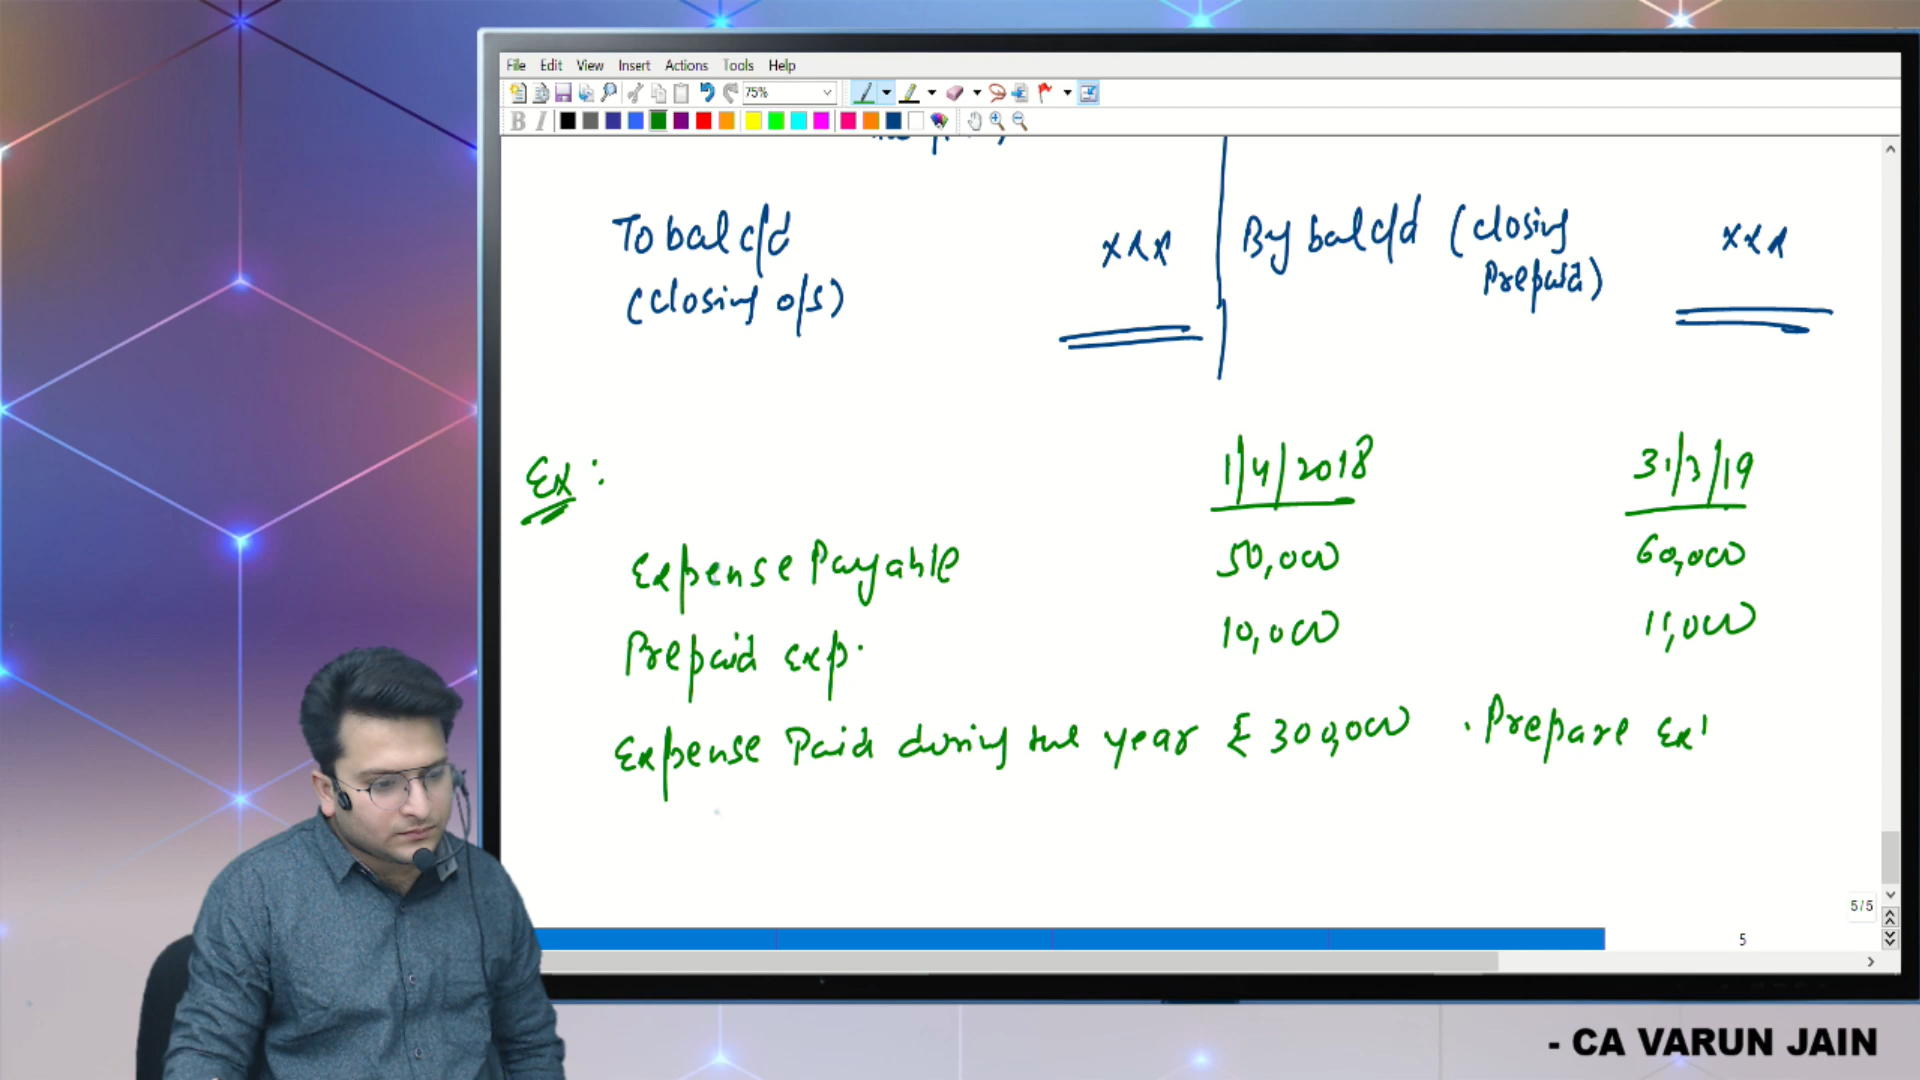 File Edit View Insert Actions Tools Help
75%
B I
To bal c/d xxx By bal c/d (closing xxx
(closing o/s) Prepaid)
Ex: 1/4/2018 31/3/19
Expense Payable 50,000 60,000
Prepaid exp. 10,000 11,000
Expense Paid during the year ₹ 300,000 . Prepare Ex
5/5
5
- CA VARUN JAIN